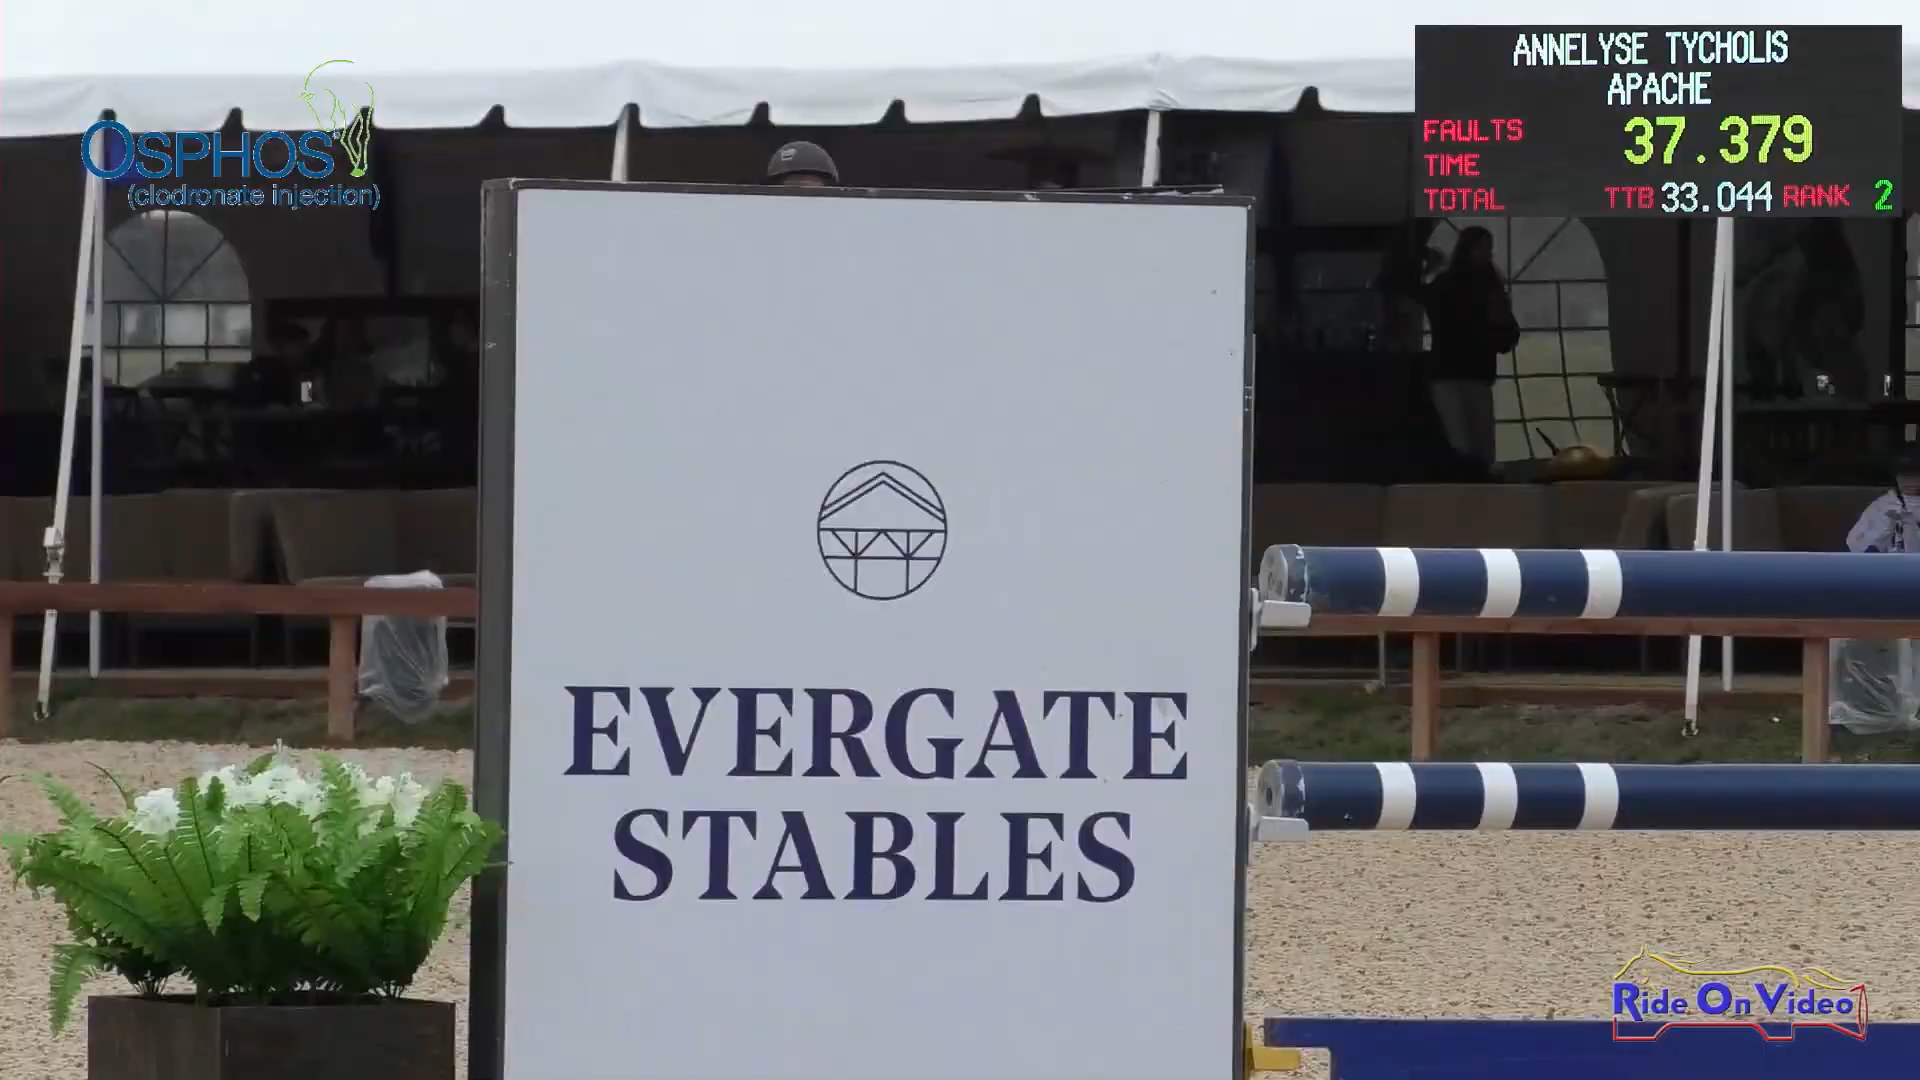 ANNELYSE TYCHOLIS
APACHE
FAULTS
TIME
37.379
TOTAL TTB 33.044 RANK 2
OSPHOS
(clodronate injection)
EVERGATE
STABLES
Ride On Video